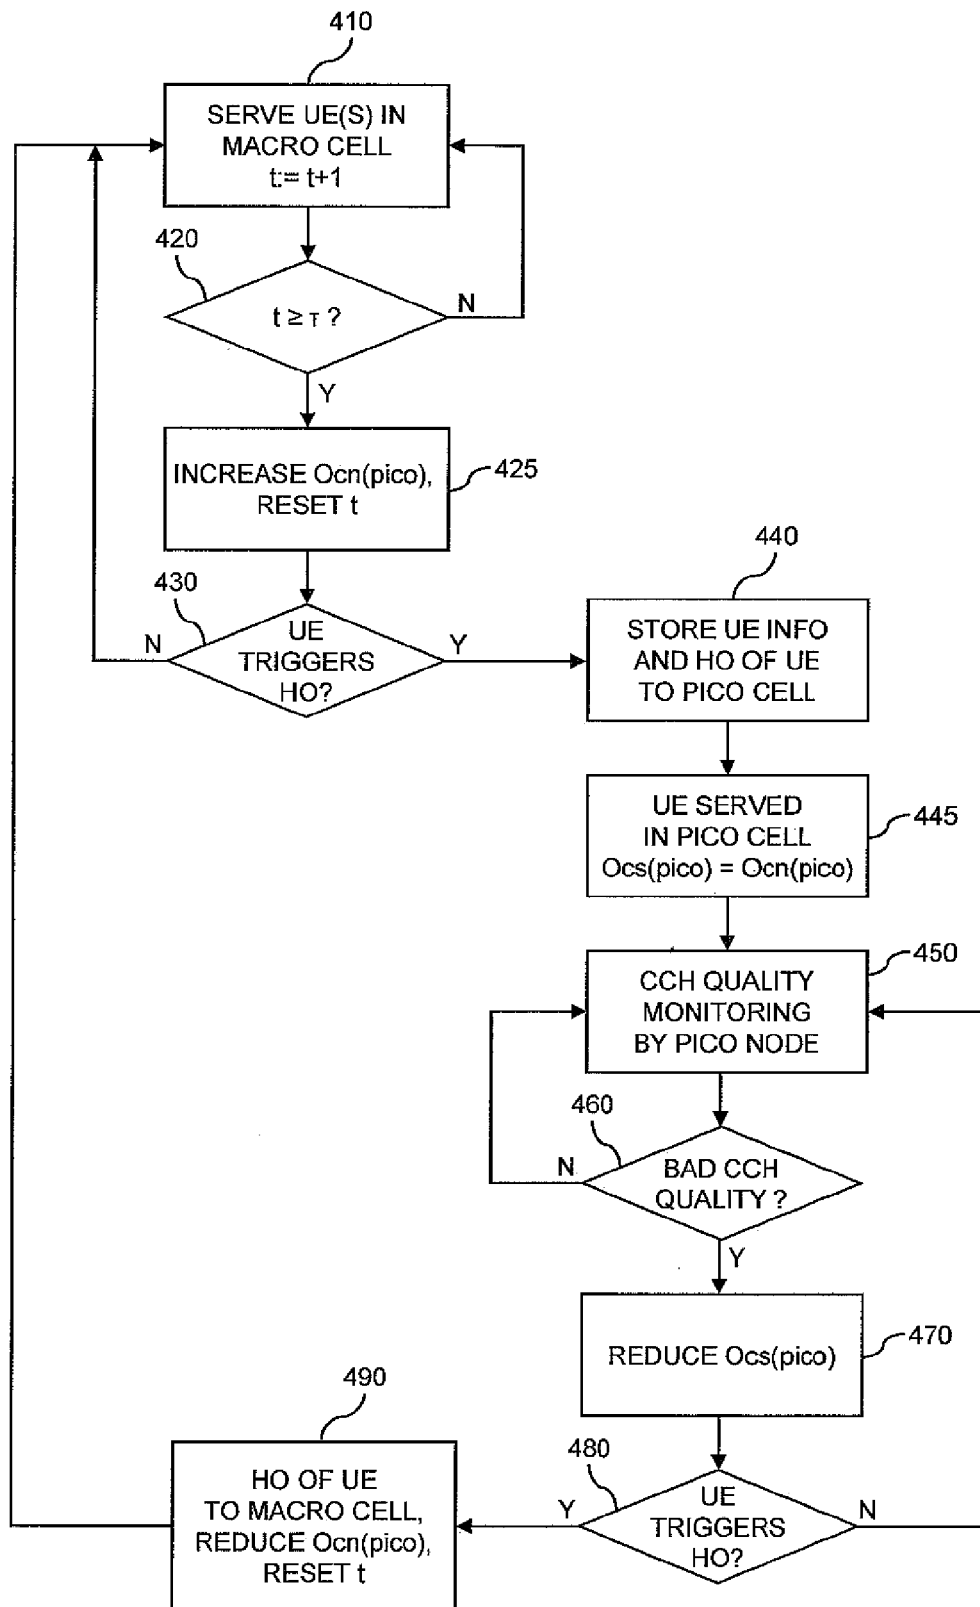 410
SERVE UE(S) IN
MACRO CELL
t:= t+1
420
t ≥ τ ?
N
Y
INCREASE Ocn(pico),
RESET t
425
430
N
UE
TRIGGERS
HO?
Y
440
STORE UE INFO
AND HO OF UE
TO PICO CELL
UE SERVED
IN PICO CELL
Ocs(pico) = Ocn(pico)
445
CCH QUALITY
MONITORING
BY PICO NODE
450
460
N
BAD CCH
QUALITY ?
Y
REDUCE Ocs(pico)
470
480
Y
UE
TRIGGERS
HO?
N
490
HO OF UE
TO MACRO CELL,
REDUCE Ocn(pico),
RESET t